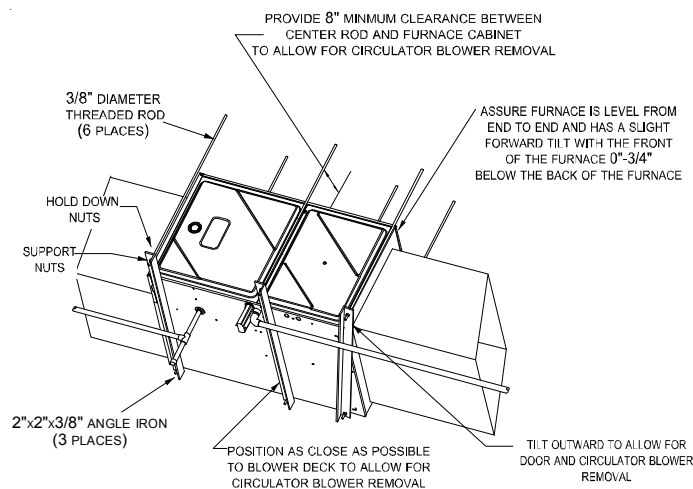 PROVIDE 8" MINMUM CLEARANCE BETWEEN
CENTER ROD AND FURNACE CABINET
TO ALLOW FOR CIRCULATOR BLOWER REMOVAL
3/8" DIAMETER
THREADED ROD
(6 PLACES)
ASSURE FURNACE IS LEVEL FROM
END TO END AND HAS A SLIGHT
FORWARD TILT WITH THE FRONT
OF THE FURNACE 0"-3/4"
BELOW THE BACK OF THE FURNACE
HOLD DOWN
NUTS
SUPPORT
NUTS
2"x2"x3/8" ANGLE IRON
(3 PLACES)
POSITION AS CLOSE AS POSSIBLE
TO BLOWER DECK TO ALLOW FOR
CIRCULATOR BLOWER REMOVAL
TILT OUTWARD TO ALLOW FOR
DOOR AND CIRCULATOR BLOWER
REMOVAL